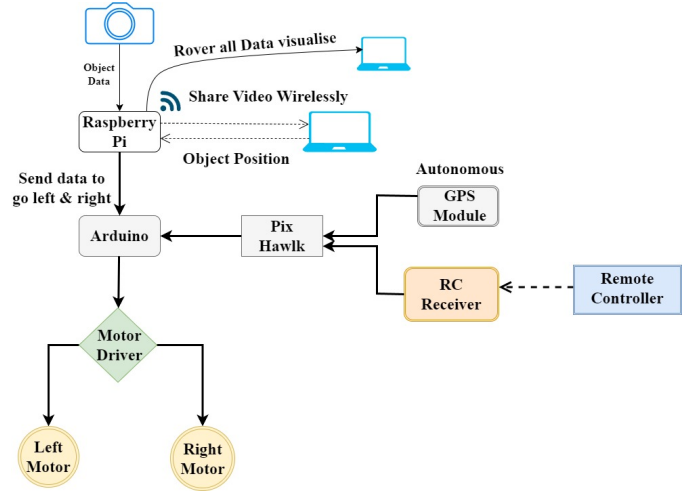 Rover all Data visualise
Object
Data
Share Video Wirelessly
Raspberry
Pi
Object Position
Send data to
go left & right
Autonomous
GPS
Module
Arduino
Pix
Hawlk
RC
Receiver
Remote
Controller
Motor
Driver
Left
Motor
Right
Motor